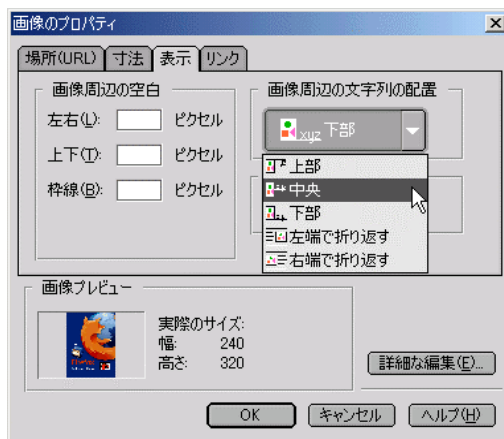 画像のプロパティ
場所(URL) 寸法 表示 リンク
画像周辺の空白
左右(L): ピクセル
上下(T): ピクセル
枠線(B): ピクセル
画像周辺の文字列の配置
xyz 下部
上部
中央
下部
左端で折り返す
右端で折り返す
画像プレビュー
実際のサイズ:
幅: 240
高さ: 320
詳細な編集(E)...
OK キャンセル ヘルプ(H)